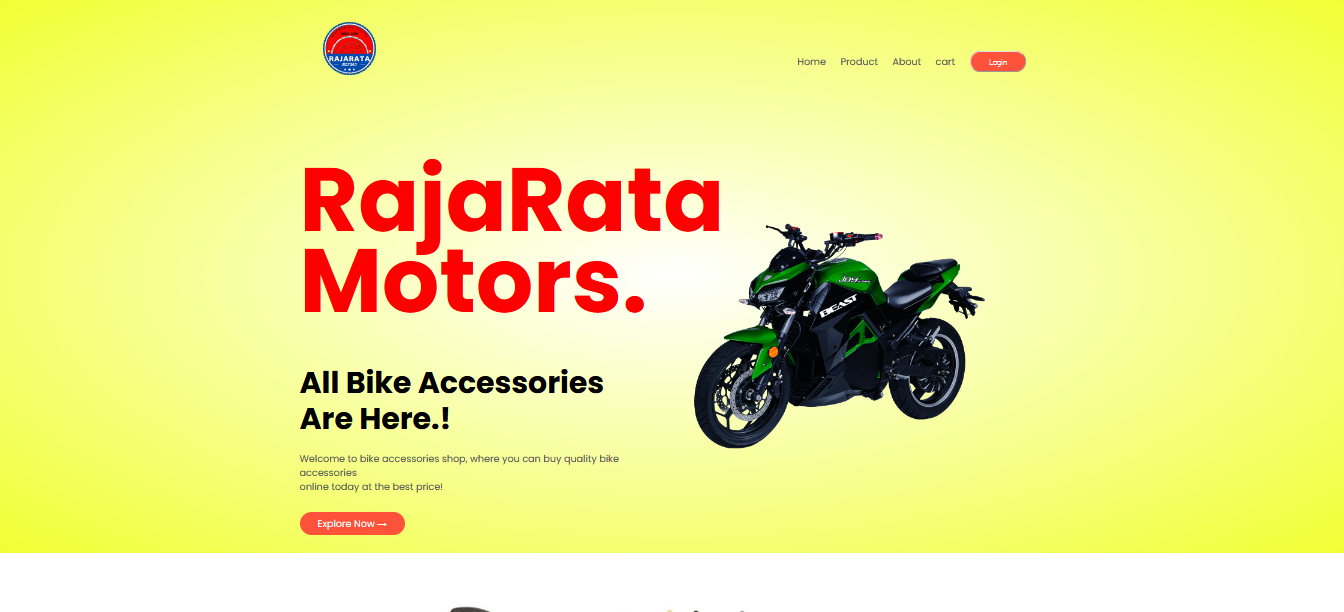 RAJARATA
Home Product About cart Login
RajaRata
Motors.
JOY
BEAST
All Bike Accessories
Are Here.!
Welcome to bike accessories shop, where you can buy quality bike
accessories
online today at the best price!
Explore Now →